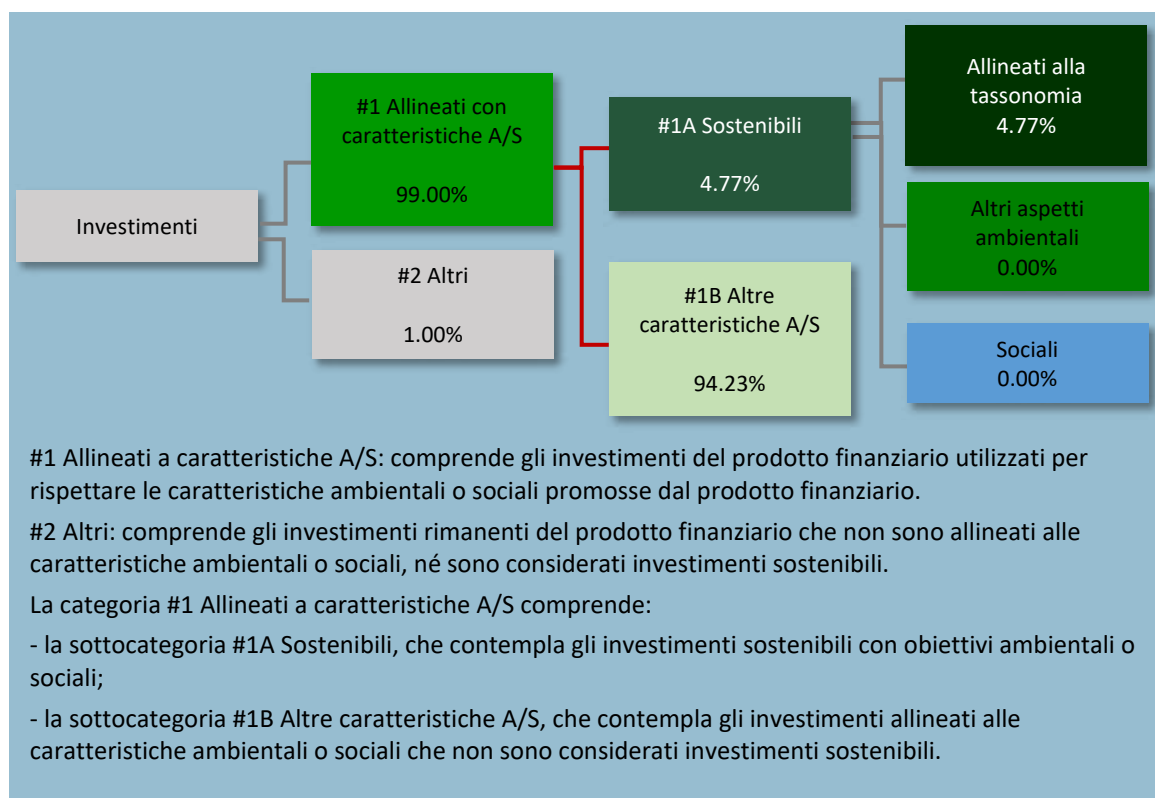 Investimenti
#1 Allineati con
caratteristiche A/S
99.00%
#2 Altri
1.00%
#1A Sostenibili
4.77%
#1B Altre
caratteristiche A/S
94.23%
Allineati alla
tassonomia
4.77%
Altri aspetti
ambientali
0.00%
Sociali
0.00%
#1 Allineati a caratteristiche A/S: comprende gli investimenti del prodotto finanziario utilizzati per
rispettare le caratteristiche ambientali o sociali promosse dal prodotto finanziario.
#2 Altri: comprende gli investimenti rimanenti del prodotto finanziario che non sono allineati alle
caratteristiche ambientali o sociali, né sono considerati investimenti sostenibili.
La categoria #1 Allineati a caratteristiche A/S comprende:
- la sottocategoria #1A Sostenibili, che contempla gli investimenti sostenibili con obiettivi ambientali o
sociali;
- la sottocategoria #1B Altre caratteristiche A/S, che contempla gli investimenti allineati alle
caratteristiche ambientali o sociali che non sono considerati investimenti sostenibili.